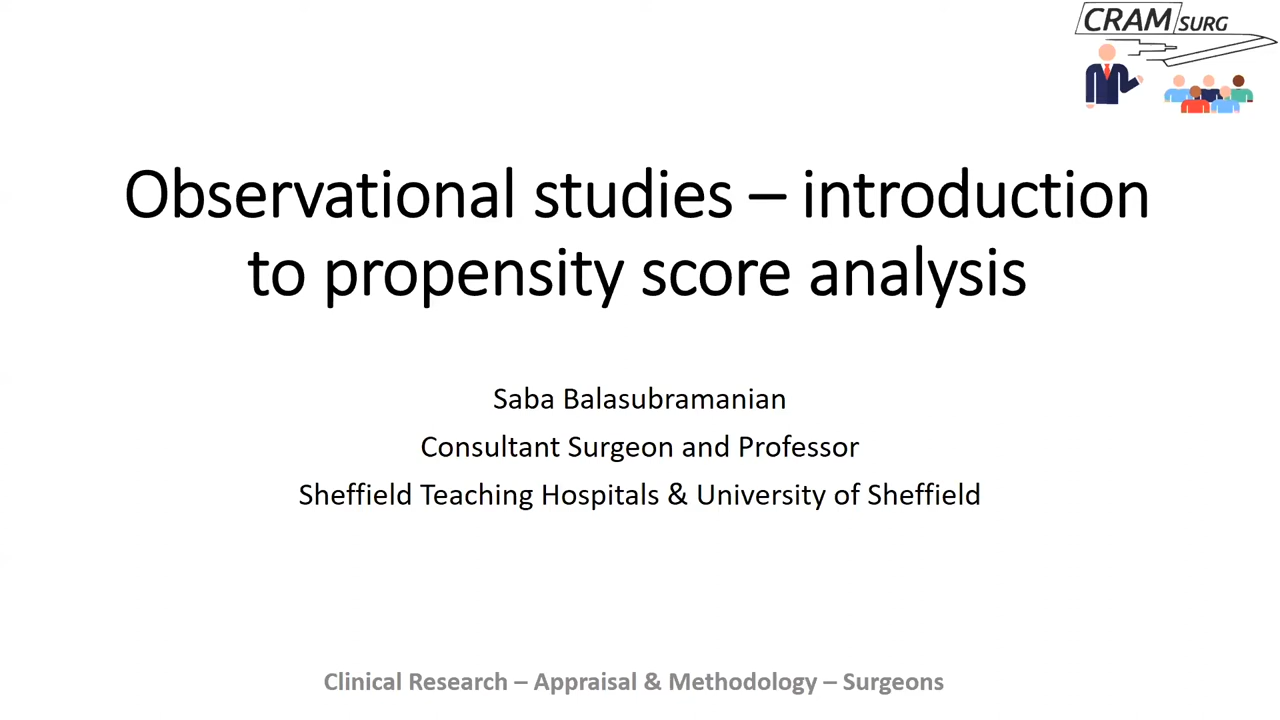 CRAM SURG
Observational studies – introduction
to propensity score analysis
Saba Balasubramanian
Consultant Surgeon and Professor
Sheffield Teaching Hospitals & University of Sheffield
Clinical Research – Appraisal & Methodology – Surgeons